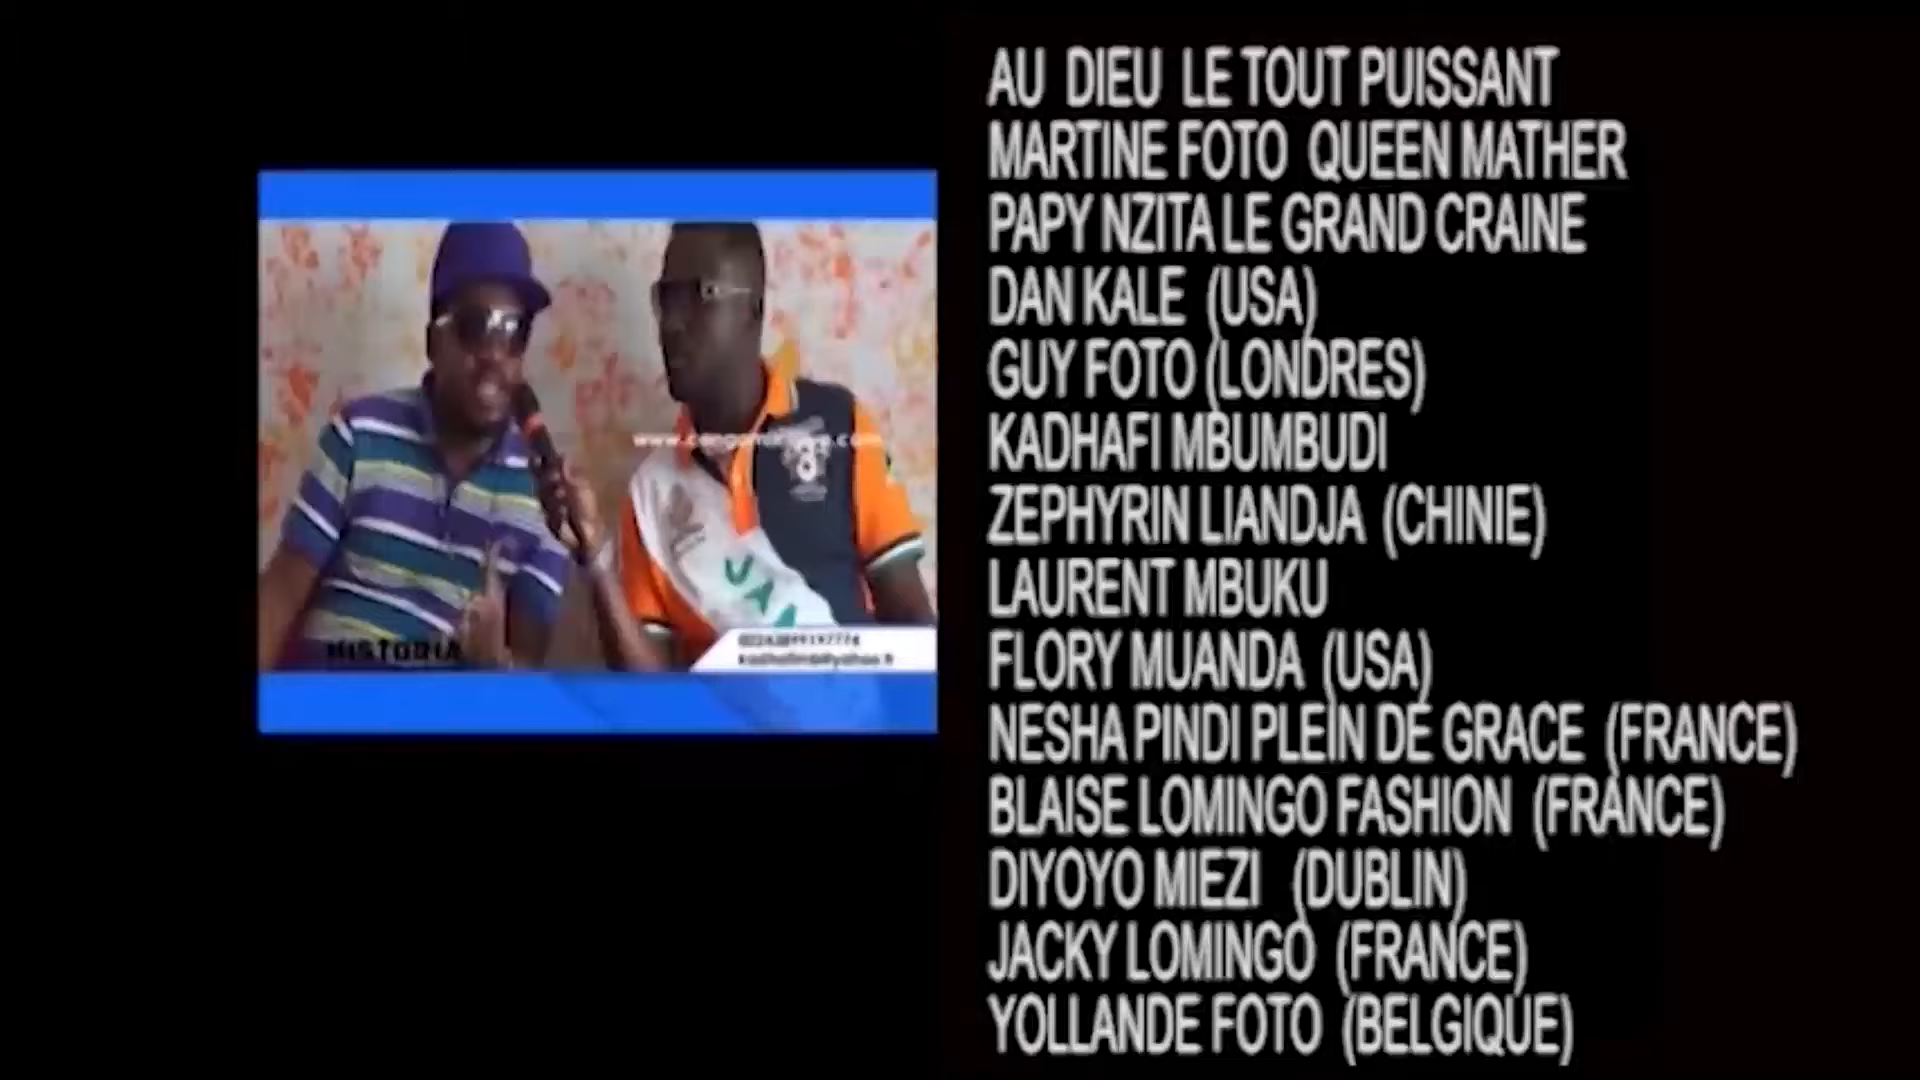 AU DIEU LE TOUT PUISSANT
MARTINE FOTO QUEEN MATHER
PAPY NZITA LE GRAND CRAINE
DAN KALE (USA)
GUY FOTO (LONDRES)
KADHAFI MBUMBUDI
ZEPHYRIN LIANDJA (CHINIE)
LAURENT MBUKU
FLORY MUANDA (USA)
NESHA PINDI PLEIN DE GRACE (FRANCE)
BLAISE LOMINGO FASHION (FRANCE)
DIYOYO MIEZI (DUBLIN)
JACKY LOMINGO (FRANCE)
YOLLANDE FOTO (BELGIQUE)
HISTORIA